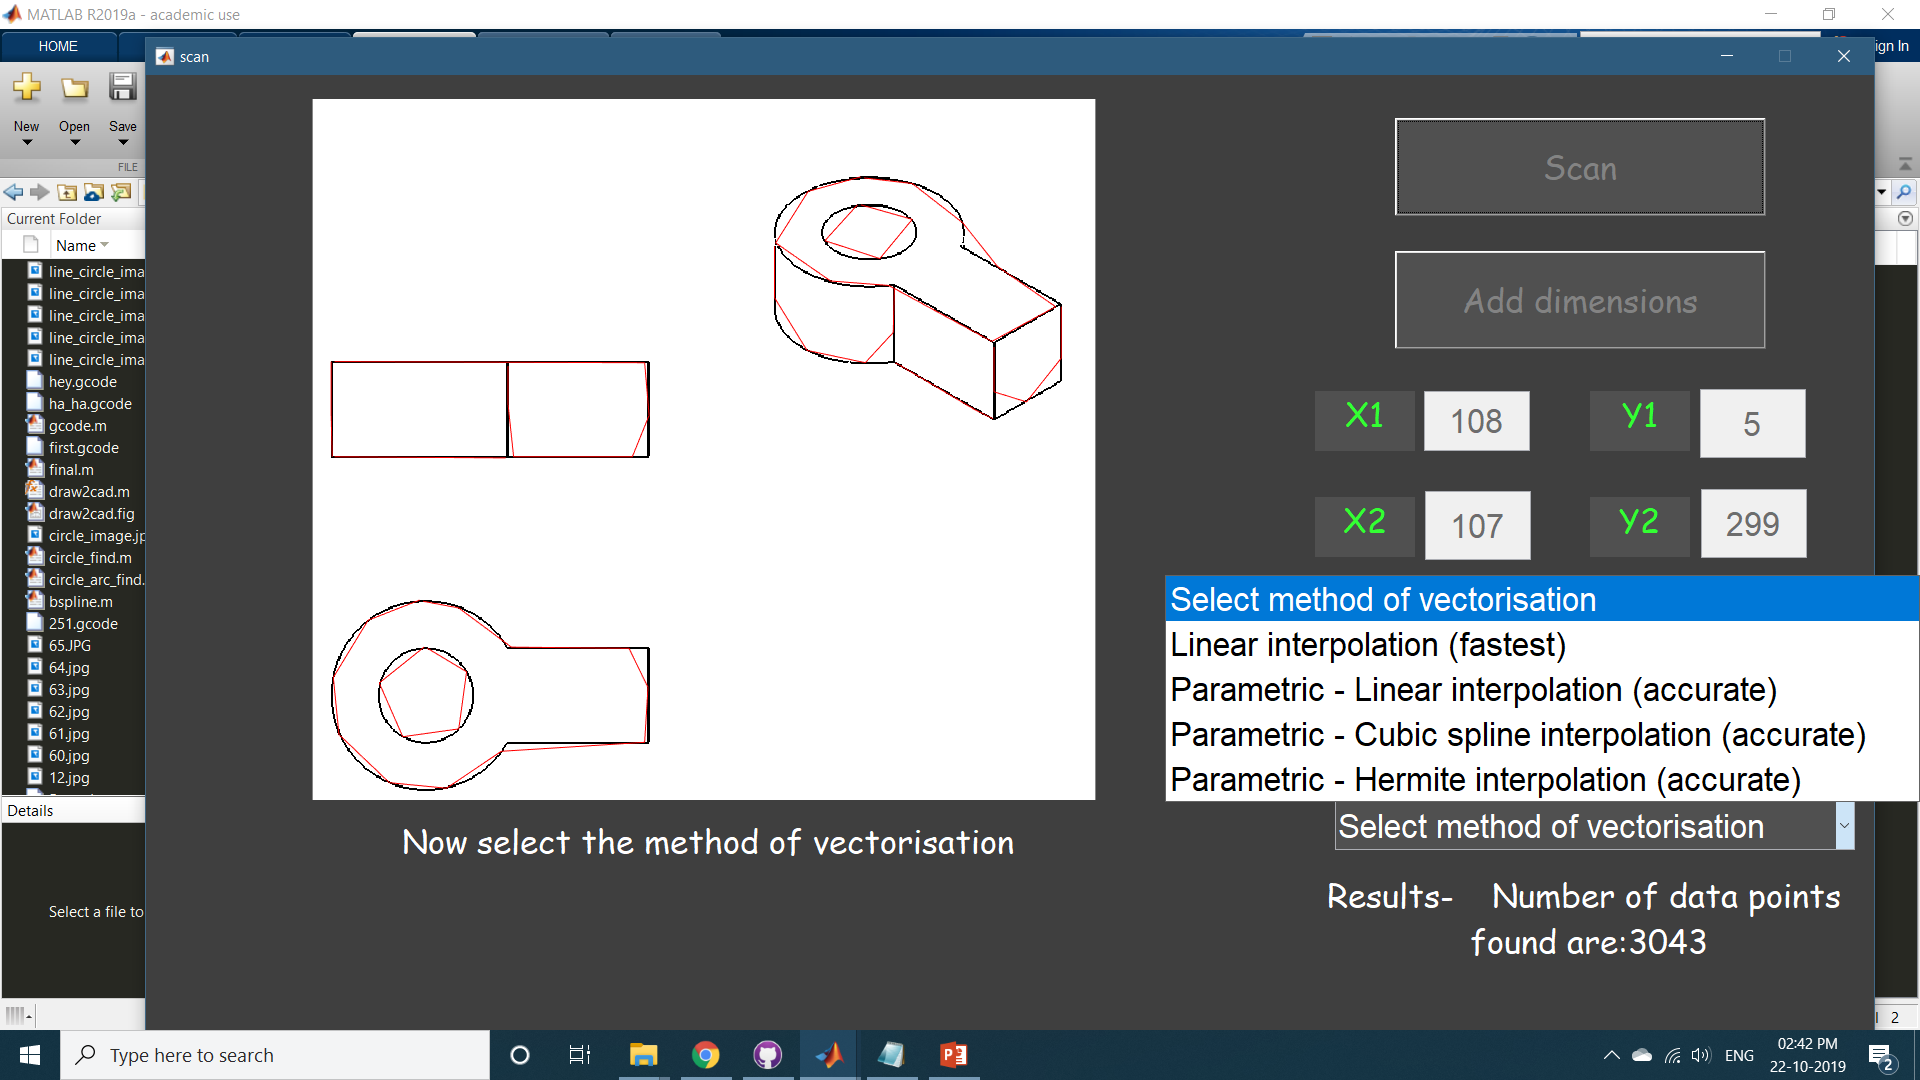 MATLAB R2019a - academic use
HOME
ign In
scan
New
Open
Save
FILE
Current Folder
Name
line_circle_ima
line_circle_ima
line_circle_ima
line_circle_ima
line_circle_ima
hey.gcode
ha_ha.gcode
gcode.m
first.gcode
final.m
draw2cad.m
draw2cad.fig
circle_image.jp
circle_find.m
circle_arc_find.
bspline.m
251.gcode
65.JPG
64.jpg
63.jpg
62.jpg
61.jpg
60.jpg
12.jpg
Details
Select a file to
Scan
Add dimensions
X1 108 Y1 5
X2 107 Y2 299
Select method of vectorisation
Linear interpolation (fastest)
Parametric - Linear interpolation (accurate)
Parametric - Cubic spline interpolation (accurate)
Parametric - Hermite interpolation (accurate)
Select method of vectorisation
Now select the method of vectorisation
Results- Number of data points
found are:3043
2
Type here to search
ENG
02:42 PM
22-10-2019
2